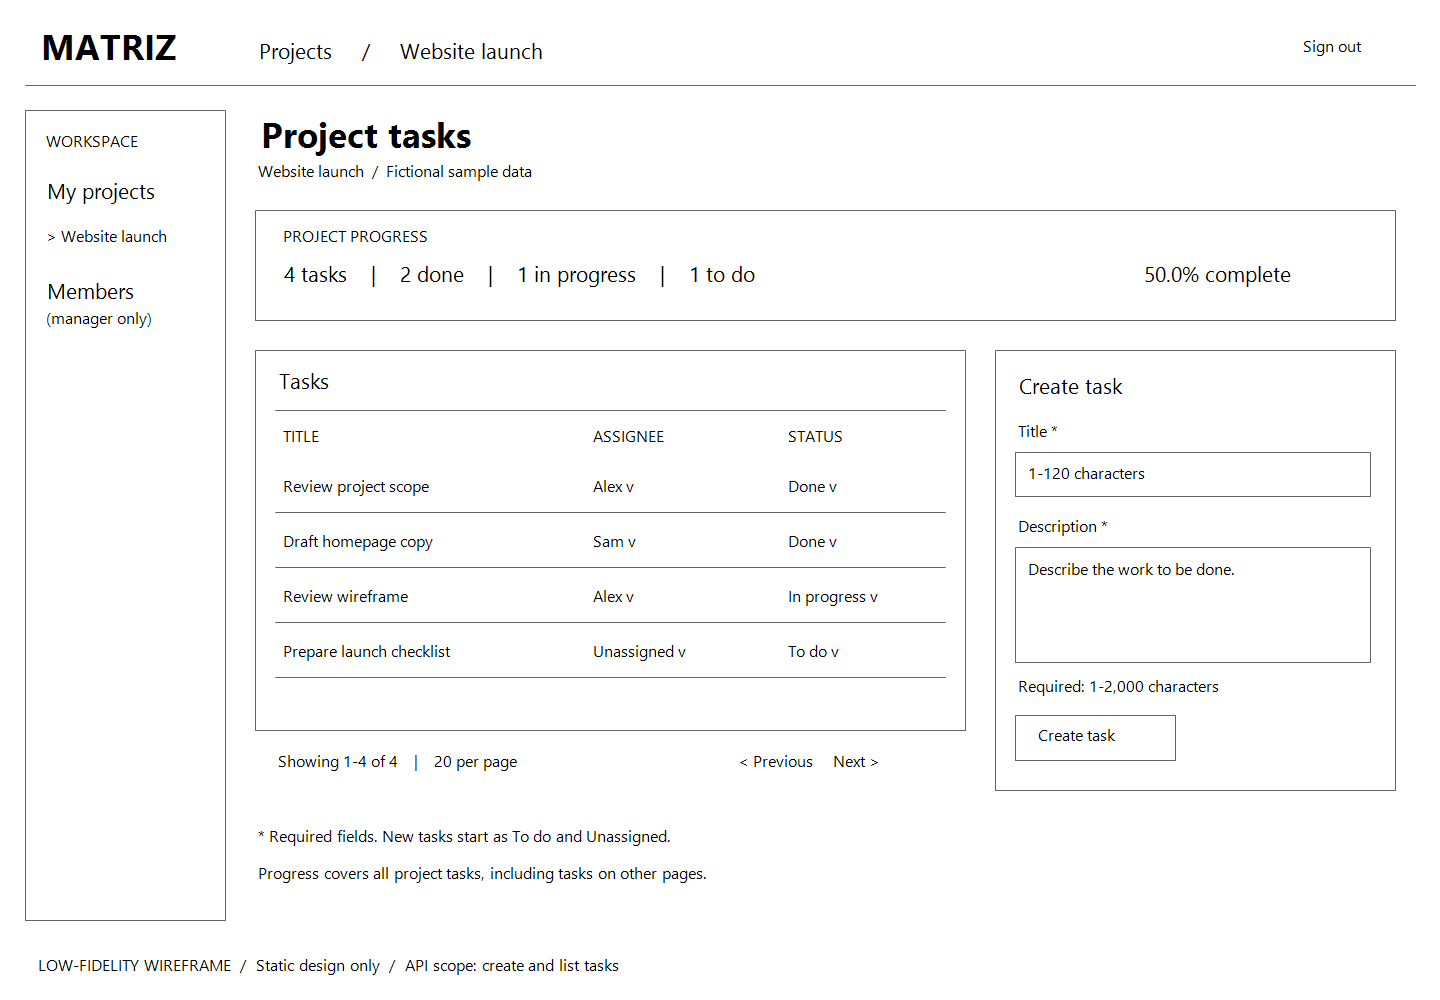 MATRIZ
Projects / Website launch
Sign out
WORKSPACE
My projects
> Website launch
Members
(manager only)
Project tasks
Website launch / Fictional sample data
PROJECT PROGRESS
4 tasks | 2 done | 1 in progress | 1 to do
50.0% complete
Tasks
TITLE ASSIGNEE STATUS
Review project scope Alex v Done v
Draft homepage copy Sam v Done v
Review wireframe Alex v In progress v
Prepare launch checklist Unassigned v To do v
Showing 1-4 of 4 | 20 per page
< Previous Next >
Create task
Title *
1-120 characters
Description *
Describe the work to be done.
Required: 1-2,000 characters
Create task
* Required fields. New tasks start as To do and Unassigned.
Progress covers all project tasks, including tasks on other pages.
LOW-FIDELITY WIREFRAME / Static design only / API scope: create and list tasks